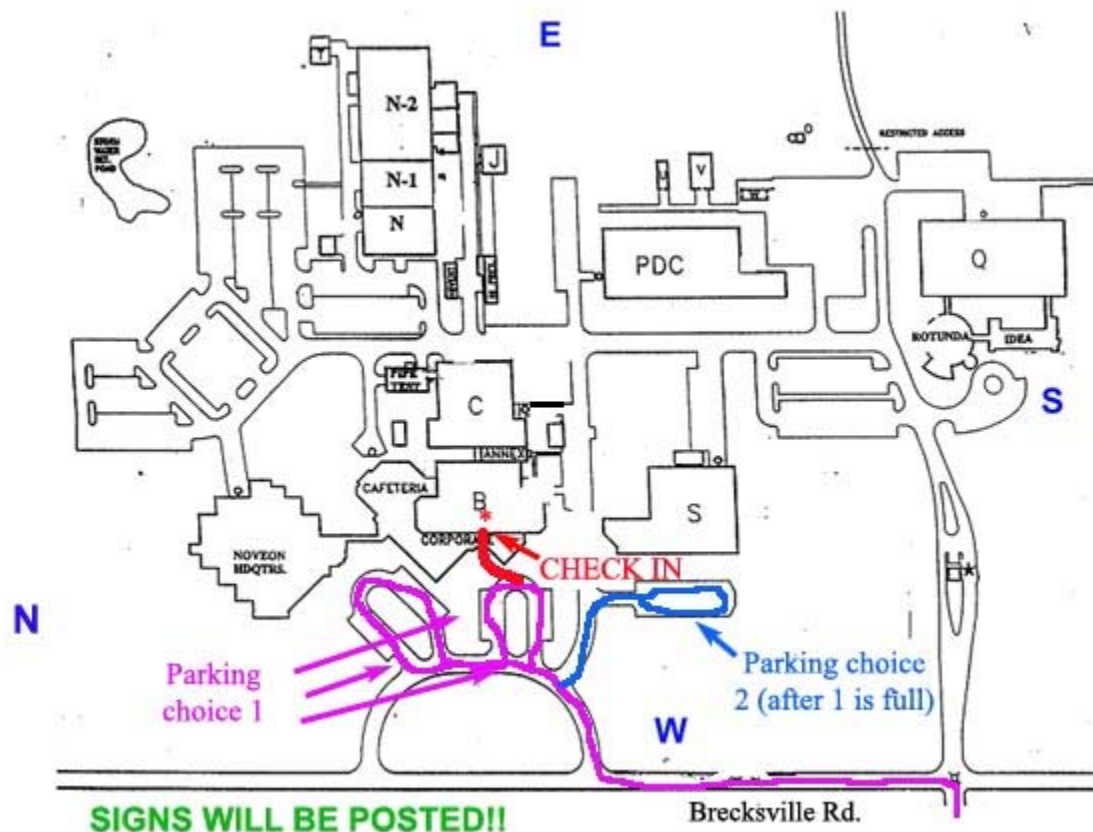 E
T
N-2
N-1
N
J
O
RESTRICTED ACCESS
U
V
W
PDC
Q
ROTUNDA
IDEA
S
C
ANNEX
CAFETERIA
B
*
CORPORATE
CHECK IN
S
NOVEON
HDQTRS.
N
Parking
choice 1
Parking choice
2 (after 1 is full)
W
Brecksville Rd.
SIGNS WILL BE POSTED!!